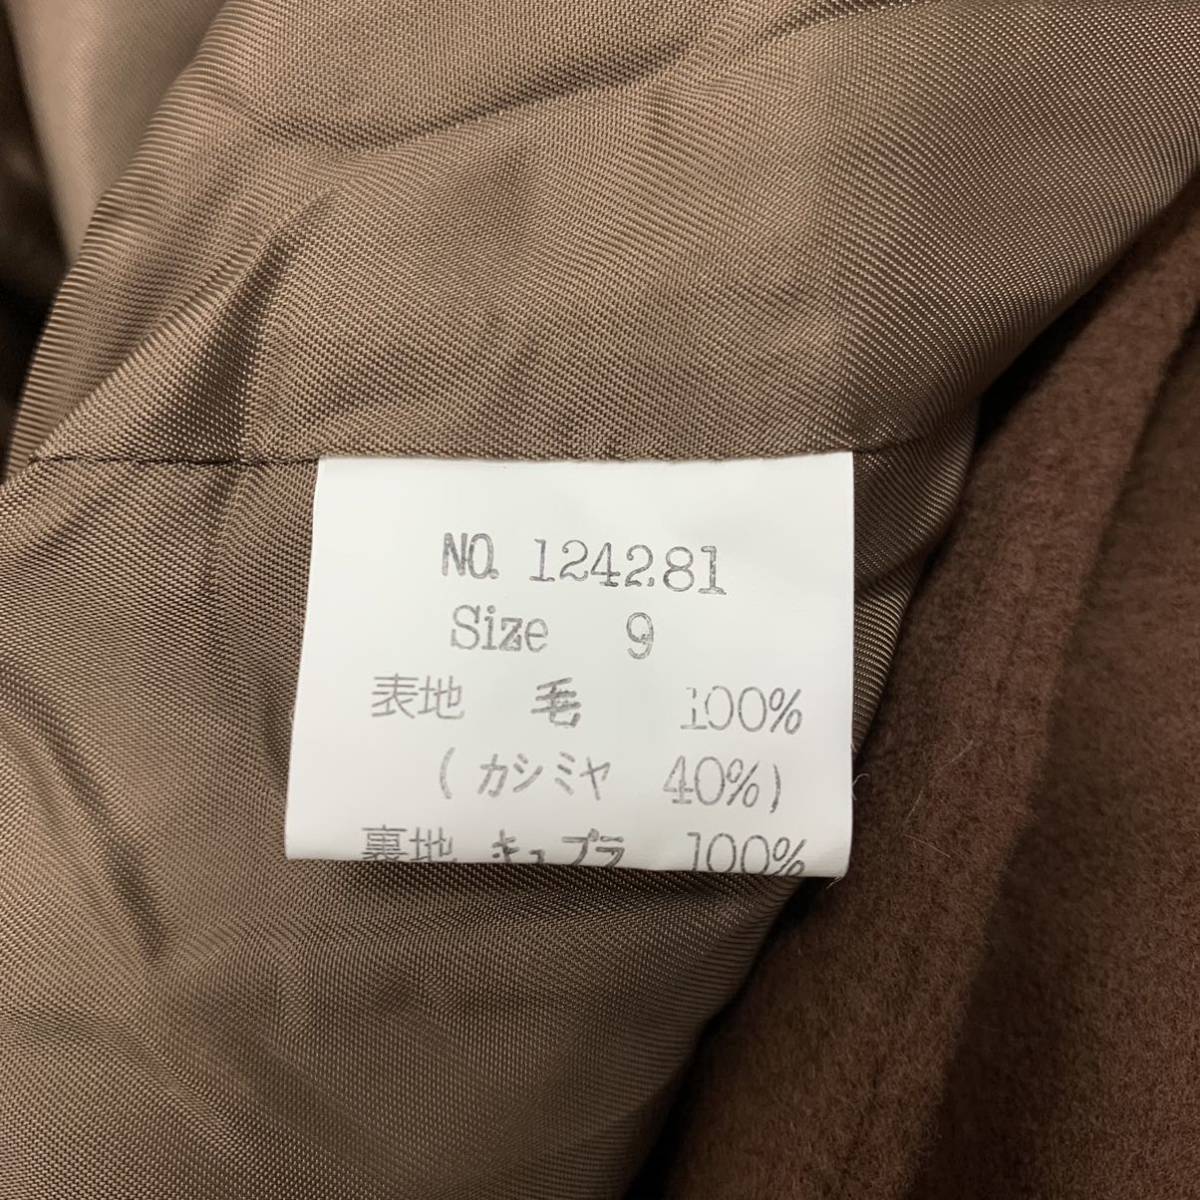 NO. 124281
Size 9
表地 毛 100%
(カシミヤ 40%)
裏地 キュプラ 100%